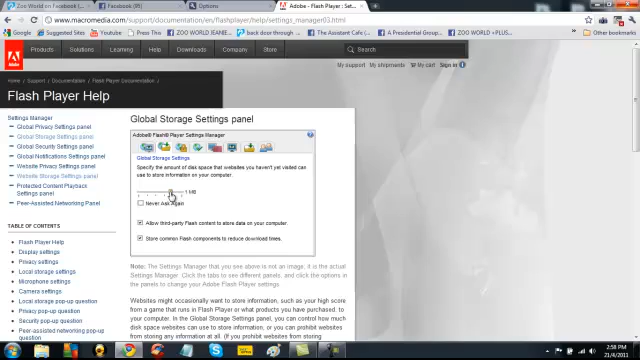 ZOO World on Facebook
Facebook (95)
Options
Adobe - Flash Player : Set...
www.macromedia.com/support/documentation/en/flashplayer/help/settings_manager03.html
Google
Suggested Sites
Youtube
ZOO WORLD JEANIE...
back door through ...
The Assistant Cafe (...
A Presidential Group...
ZOO WORLD +PLUS...
Other bookmarks
Adobe
Products
Solutions
Learning
Help
Downloads
Company
Store
Search
My support
My shipments
My cart
Sign in
Home / Support / Documentation / Flash Player Documentation /
Flash Player Help
Settings Manager
Global Privacy Settings panel
Global Storage Settings panel
Global Security Settings panel
Global Notifications Settings panel
Website Privacy Settings panel
Website Storage Settings panel
Protected Content Playback
Settings panel
Peer-Assisted Networking Panel
TABLE OF CONTENTS
Flash Player Help
Display settings
Privacy settings
Local storage settings
Microphone settings
Camera settings
Privacy pop-up question
Local storage pop-up question
Security pop-up question
Peer-assisted networking
Global Storage Settings panel
Adobe® Flash® Player Settings Manager
Global Storage Settings
Specify the amount of disk space that websites you haven't yet visited can
use to store information on your computer.
1 MB
Never Ask Again
Allow third-party Flash content to store data on your computer.
Store common Flash components to reduce download times.
Note: The Settings Manager that you see above is not an image; it is the actual
Settings Manager. Click the tabs to see different panels, and click the options
in the panels to change your Adobe Flash Player settings.
Websites might occasionally want to store information, such as your high score
from a game that runs in Flash Player or what products you have purchased, to
your computer. In the Global Storage Settings panel, you can control how much
disk space websites can use to store information, or you can prohibit websites
from storing any information at all. By default, websites are prohibited from
2:58 PM
21/4/2011